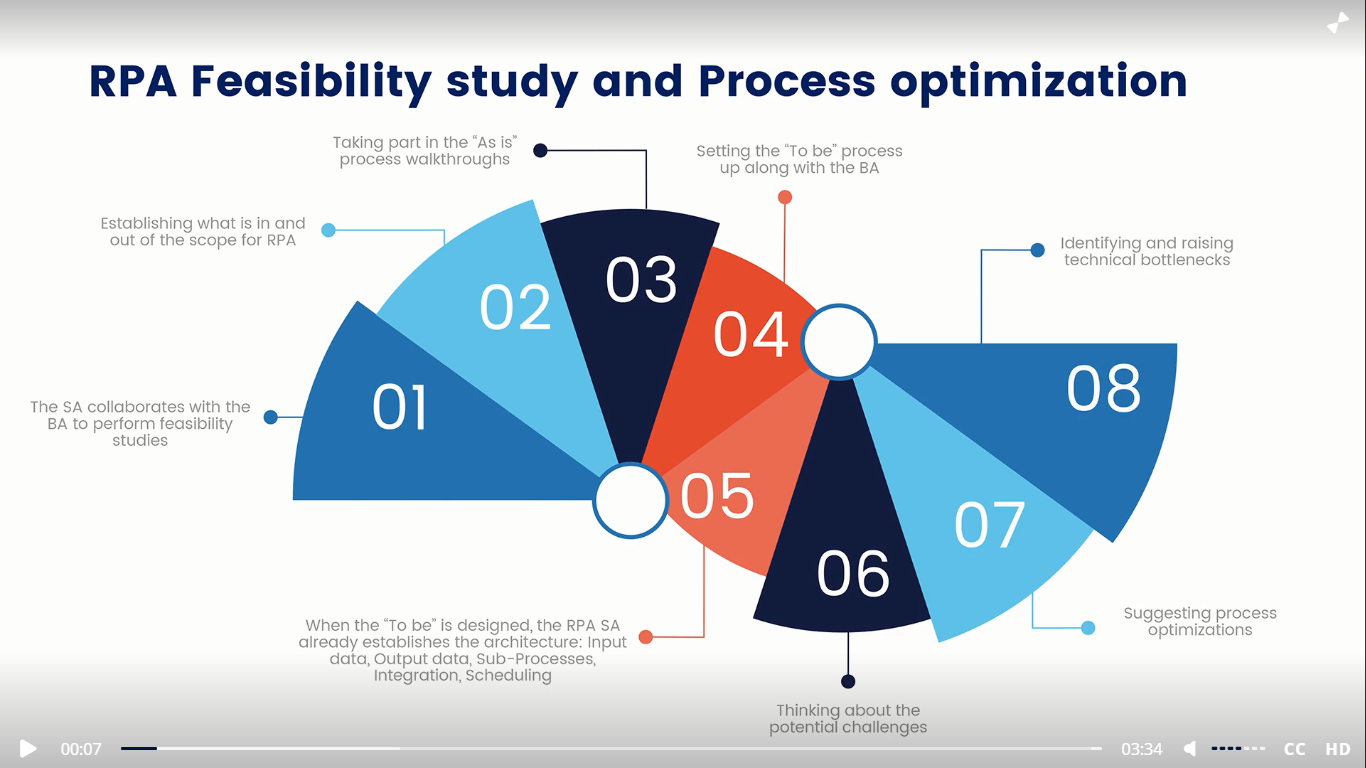 RPA Feasibility study and Process optimization
The SA collaborates with the
BA to perform feasibility
studies
01
Establishing what is in and
out of the scope for RPA
02
Taking part in the “As is”
process walkthroughs
03
Setting the “To be” process
up along with the BA
04
When the “To be” is designed, the RPA SA
already establishes the architecture: Input
data, Output data, Sub-Processes,
Integration, Scheduling
05
Thinking about the
potential challenges
06
Suggesting process
optimizations
07
Identifying and raising
technical bottlenecks
08
00:07
03:34
CC
HD